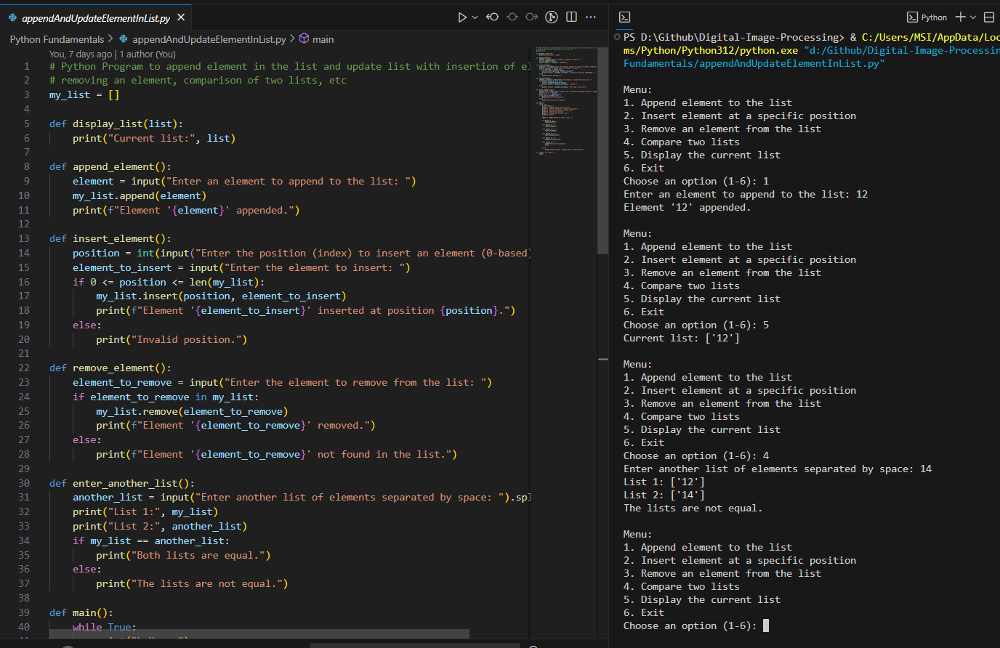 appendAndUpdateElementInList.py
Python Fundamentals > appendAndUpdateElementInList.py > main
You, 7 days ago | 1 author (You)
1 # Python Program to append element in the list and update list with insertion of el
2 # removing an element, comparison of two lists, etc
3 my_list = []
4
5 def display_list(list):
6 print("Current list:", list)
7
8 def append_element():
9 element = input("Enter an element to append to the list: ")
10 my_list.append(element)
11 print(f"Element '{element}' appended.")
12
13 def insert_element():
14 position = int(input("Enter the position (index) to insert an element (0-based)
15 element_to_insert = input("Enter the element to insert: ")
16 if 0 <= position <= len(my_list):
17 my_list.insert(position, element_to_insert)
18 print(f"Element '{element_to_insert}' inserted at position {position}.")
19 else:
20 print("Invalid position.")
21
22 def remove_element():
23 element_to_remove = input("Enter the element to remove from the list: ")
24 if element_to_remove in my_list:
25 my_list.remove(element_to_remove)
26 print(f"Element '{element_to_remove}' removed.")
27 else:
28 print(f"Element '{element_to_remove}' not found in the list.")
29
30 def enter_another_list():
31 another_list = input("Enter another list of elements separated by space: ").spl
32 print("List 1:", my_list)
33 print("List 2:", another_list)
34 if my_list == another_list:
35 print("Both lists are equal.")
36 else:
37 print("The lists are not equal.")
38
39 def main():
40 while True:
Python
PS D:\Github\Digital-Image-Processing> & C:/Users/MSI/AppData/Loc
ms/Python/Python312/python.exe "d:/Github/Digital-Image-Processin
Fundamentals/appendAndUpdateElementInList.py"
Menu:
1. Append element to the list
2. Insert element at a specific position
3. Remove an element from the list
4. Compare two lists
5. Display the current list
6. Exit
Choose an option (1-6): 1
Enter an element to append to the list: 12
Element '12' appended.
Menu:
1. Append element to the list
2. Insert element at a specific position
3. Remove an element from the list
4. Compare two lists
5. Display the current list
6. Exit
Choose an option (1-6): 5
Current list: ['12']
Menu:
1. Append element to the list
2. Insert element at a specific position
3. Remove an element from the list
4. Compare two lists
5. Display the current list
6. Exit
Choose an option (1-6): 4
Enter another list of elements separated by space: 14
List 1: ['12']
List 2: ['14']
The lists are not equal.
Menu:
1. Append element to the list
2. Insert element at a specific position
3. Remove an element from the list
4. Compare two lists
5. Display the current list
6. Exit
Choose an option (1-6):